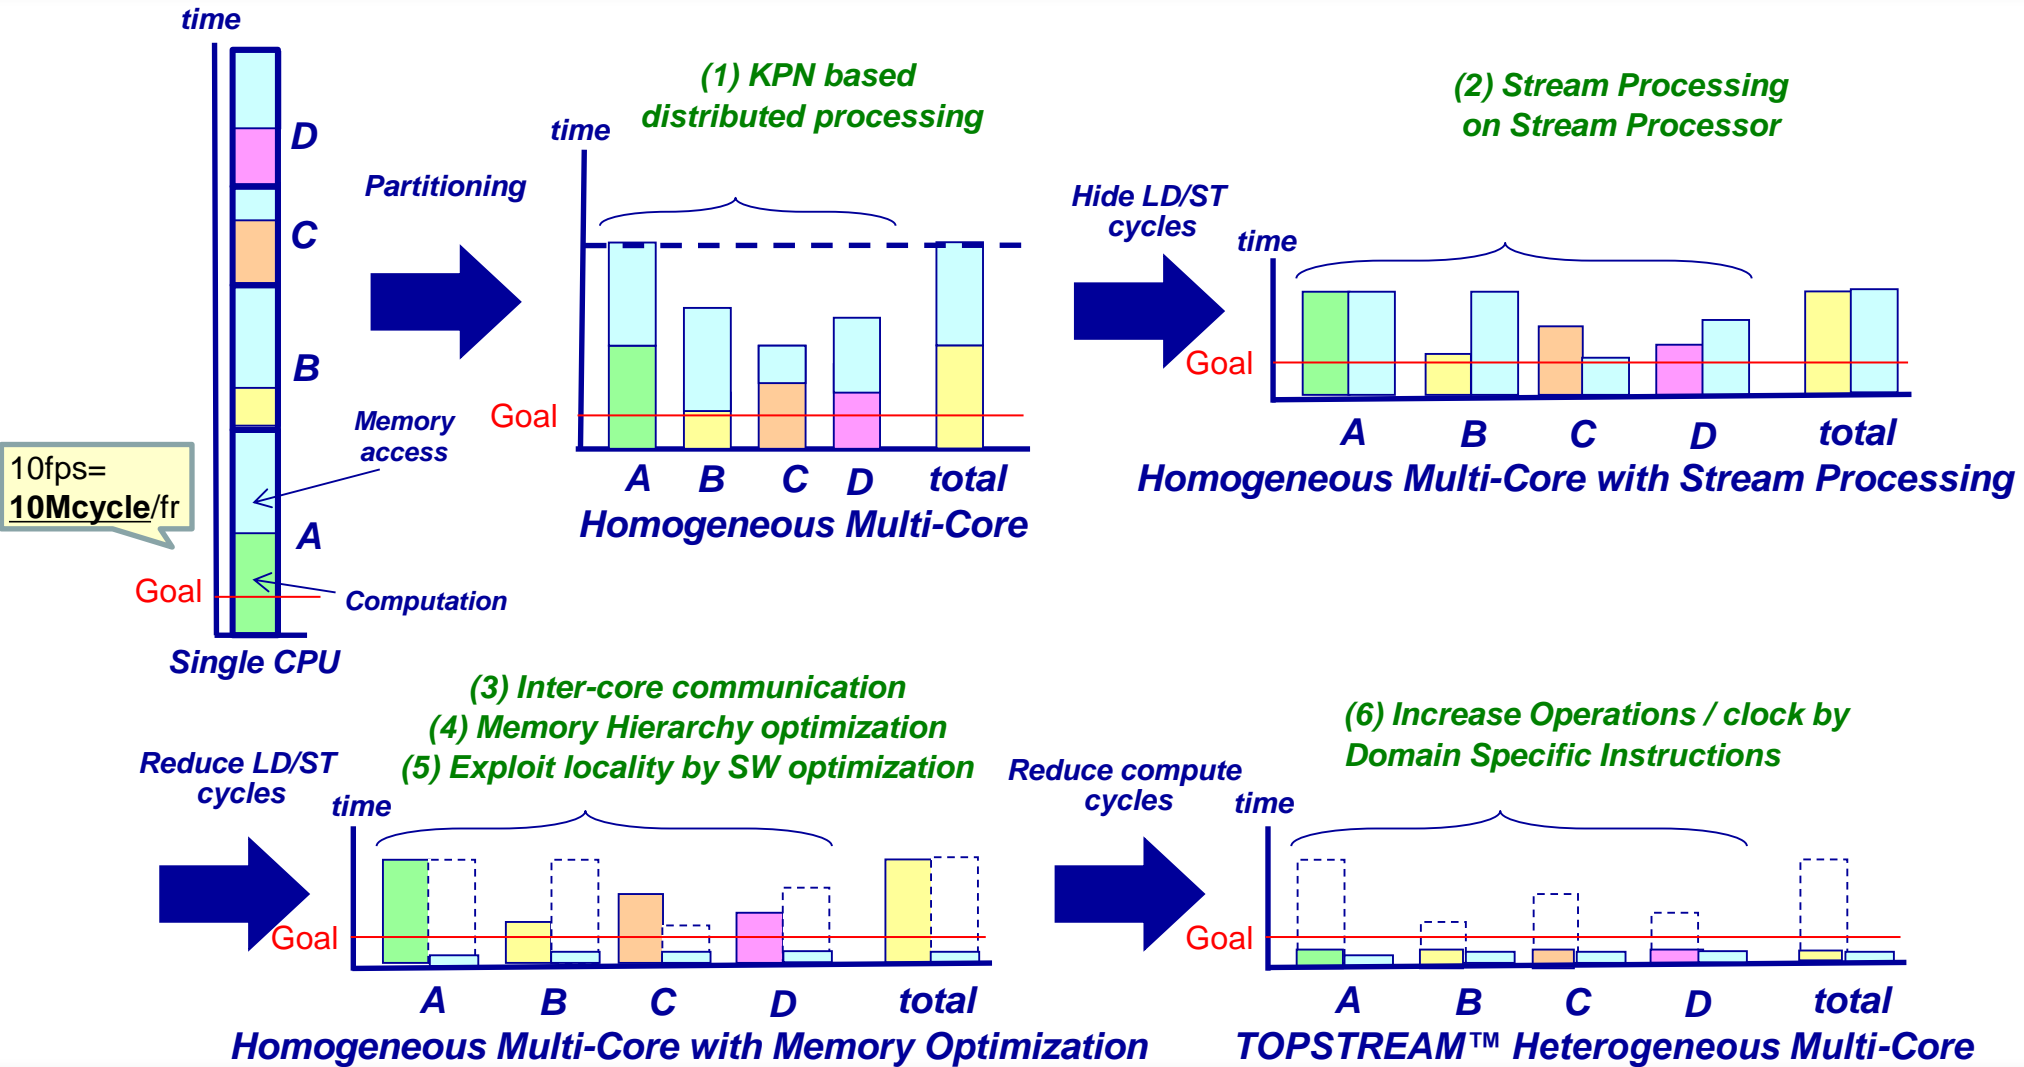 time
D
C
B
A
Memory
access
Computation
10fps=
10Mcycle/fr
Goal
Single CPU
Partitioning
(1) KPN based
distributed processing
time
Goal
A B C D total
Homogeneous Multi-Core
Hide LD/ST
cycles
(2) Stream Processing
on Stream Processor
time
Goal
A B C D total
Homogeneous Multi-Core with Stream Processing
Reduce LD/ST
cycles
(3) Inter-core communication
(4) Memory Hierarchy optimization
(5) Exploit locality by SW optimization
time
Goal
A B C D total
Homogeneous Multi-Core with Memory Optimization
Reduce compute
cycles
(6) Increase Operations / clock by
Domain Specific Instructions
time
Goal
A B C D total
TOPSTREAM™ Heterogeneous Multi-Core